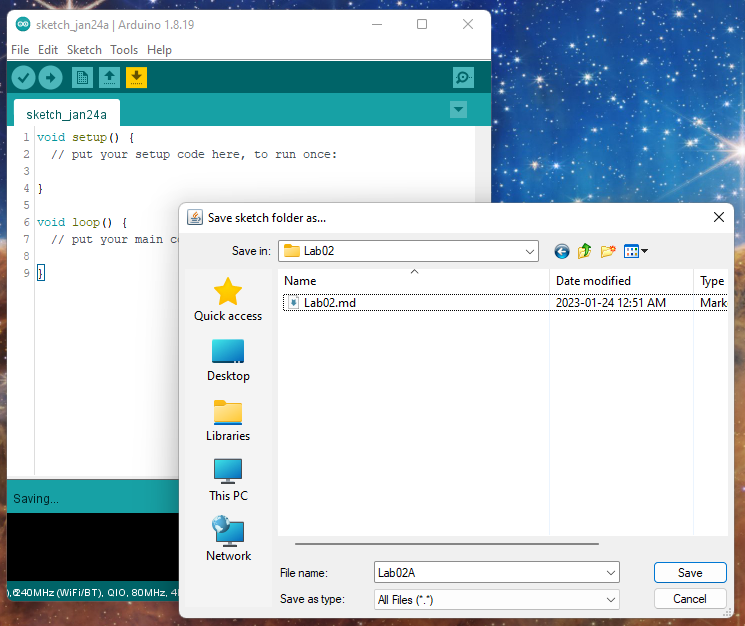 sketch_jan24a | Arduino 1.8.19
File Edit Sketch Tools Help
sketch_jan24a
1 void setup() {
2 // put your setup code here, to run once:
3
4 }
5
6 void loop() {
7 // put your main
8
9 }
Saving...
240MHz (WiFi/BT), QIO, 80MHz,
Save sketch folder as...
Save in: Lab02
Name Date modified Type
Lab02.md 2023-01-24 12:51 AM Mark
Quick access
Desktop
Libraries
This PC
Network
File name: Lab02A Save
Save as type: All Files (*.*) Cancel